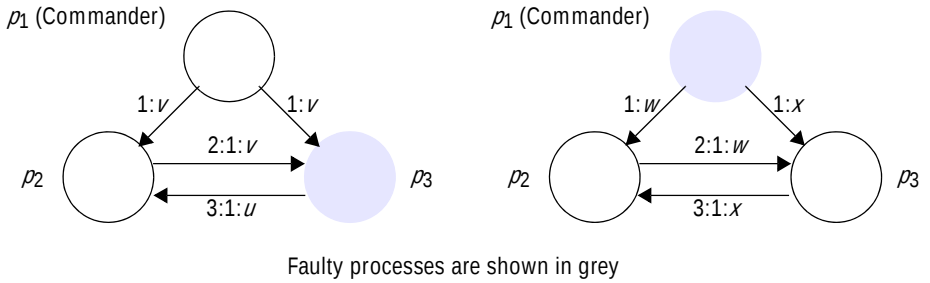 p1 (Commander)
p1 (Commander)
1:v
1:v
1:w
1:x
2:1:v
2:1:w
p2
p3
p2
p3
3:1:u
3:1:x
Faulty processes are shown in grey